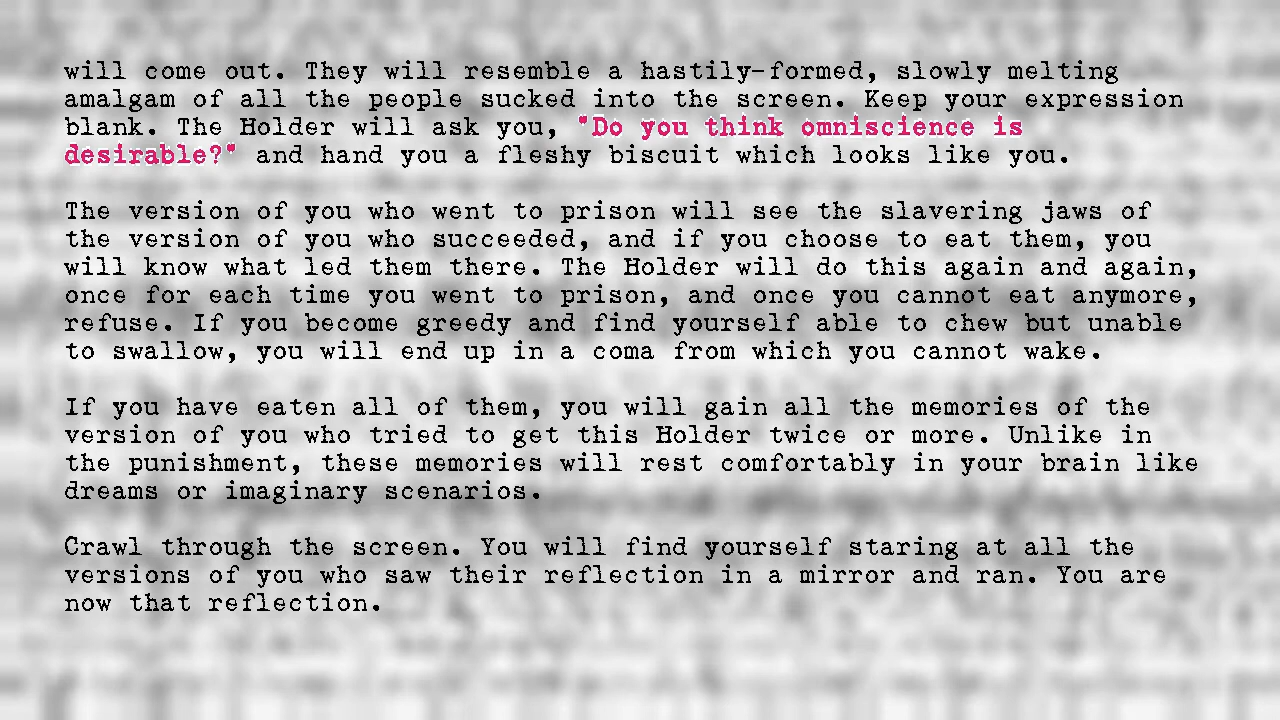 will come out. They will resemble a hastily-formed, slowly melting
amalgam of all the people sucked into the screen. Keep your expression
blank. The Holder will ask you, "Do you think omniscience is
desirable?" and hand you a fleshy biscuit which looks like you.
The version of you who went to prison will see the slavering jaws of
the version of you who succeeded, and if you choose to eat them, you
will know what led them there. The Holder will do this again and again,
once for each time you went to prison, and once you cannot eat anymore,
refuse. If you become greedy and find yourself able to chew but unable
to swallow, you will end up in a coma from which you cannot wake.
If you have eaten all of them, you will gain all the memories of the
version of you who tried to get this Holder twice or more. Unlike in
the punishment, these memories will rest comfortably in your brain like
dreams or imaginary scenarios.
Crawl through the screen. You will find yourself staring at all the
versions of you who saw their reflection in a mirror and ran. You are
now that reflection.